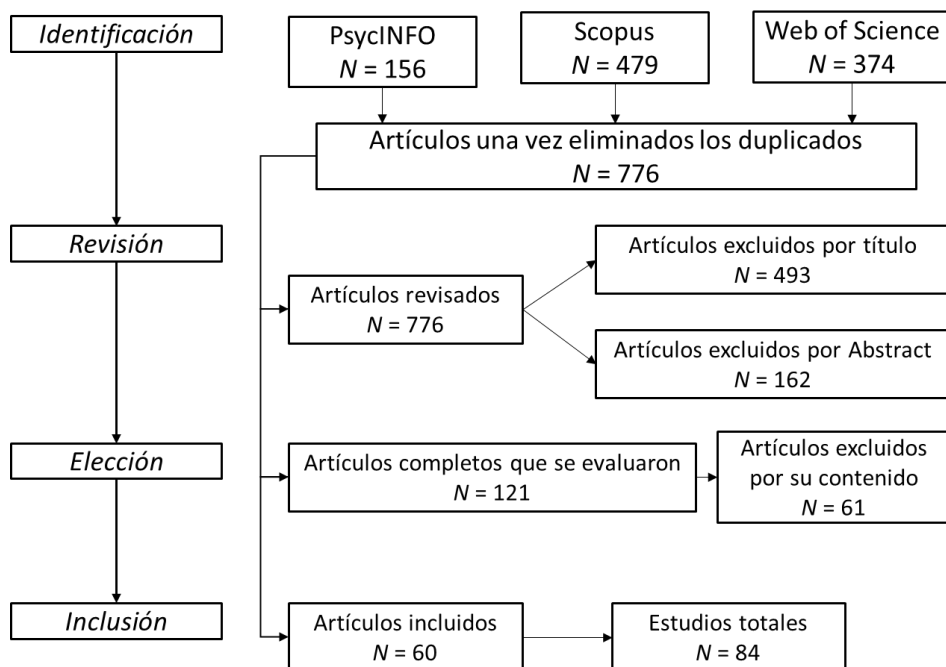 Identificación
PsycINFO
N = 156
Scopus
N = 479
Web of Science
N = 374
Artículos una vez eliminados los duplicados
N = 776
Revisión
Artículos revisados
N = 776
Artículos excluidos por título
N = 493
Artículos excluidos por Abstract
N = 162
Elección
Artículos completos que se evaluaron
N = 121
Artículos excluidos
por su contenido
N = 61
Inclusión
Artículos incluidos
N = 60
Estudios totales
N = 84